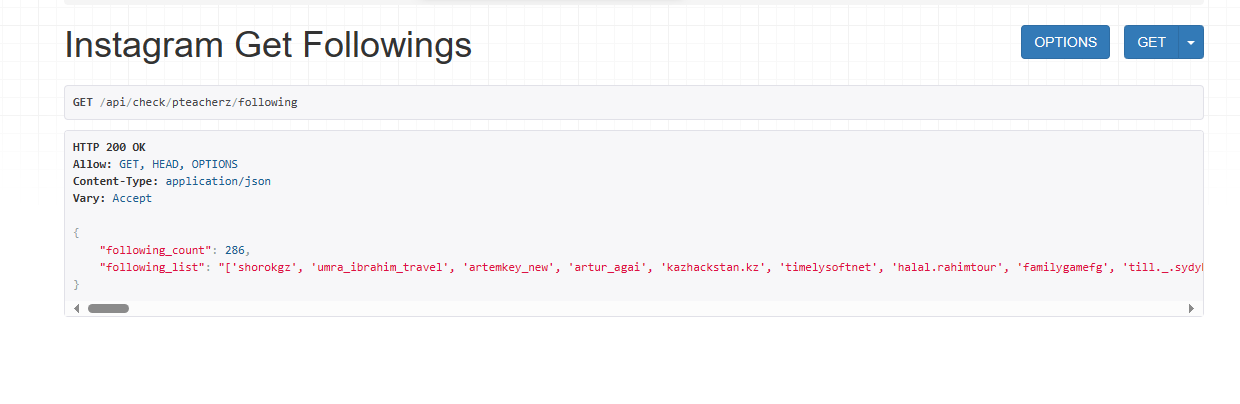 Instagram Get Followings
OPTIONS
GET
GET /api/check/pteacherz/following
HTTP 200 OK
Allow: GET, HEAD, OPTIONS
Content-Type: application/json
Vary: Accept
{
"following_count": 286,
"following_list": "['shorokgz', 'umra_ibrahim_travel', 'artemkey_new', 'artur_agai', 'kazhackstan.kz', 'timelysoftnet', 'halal.rahimtour', 'familygamefg', 'till._.sydy
}